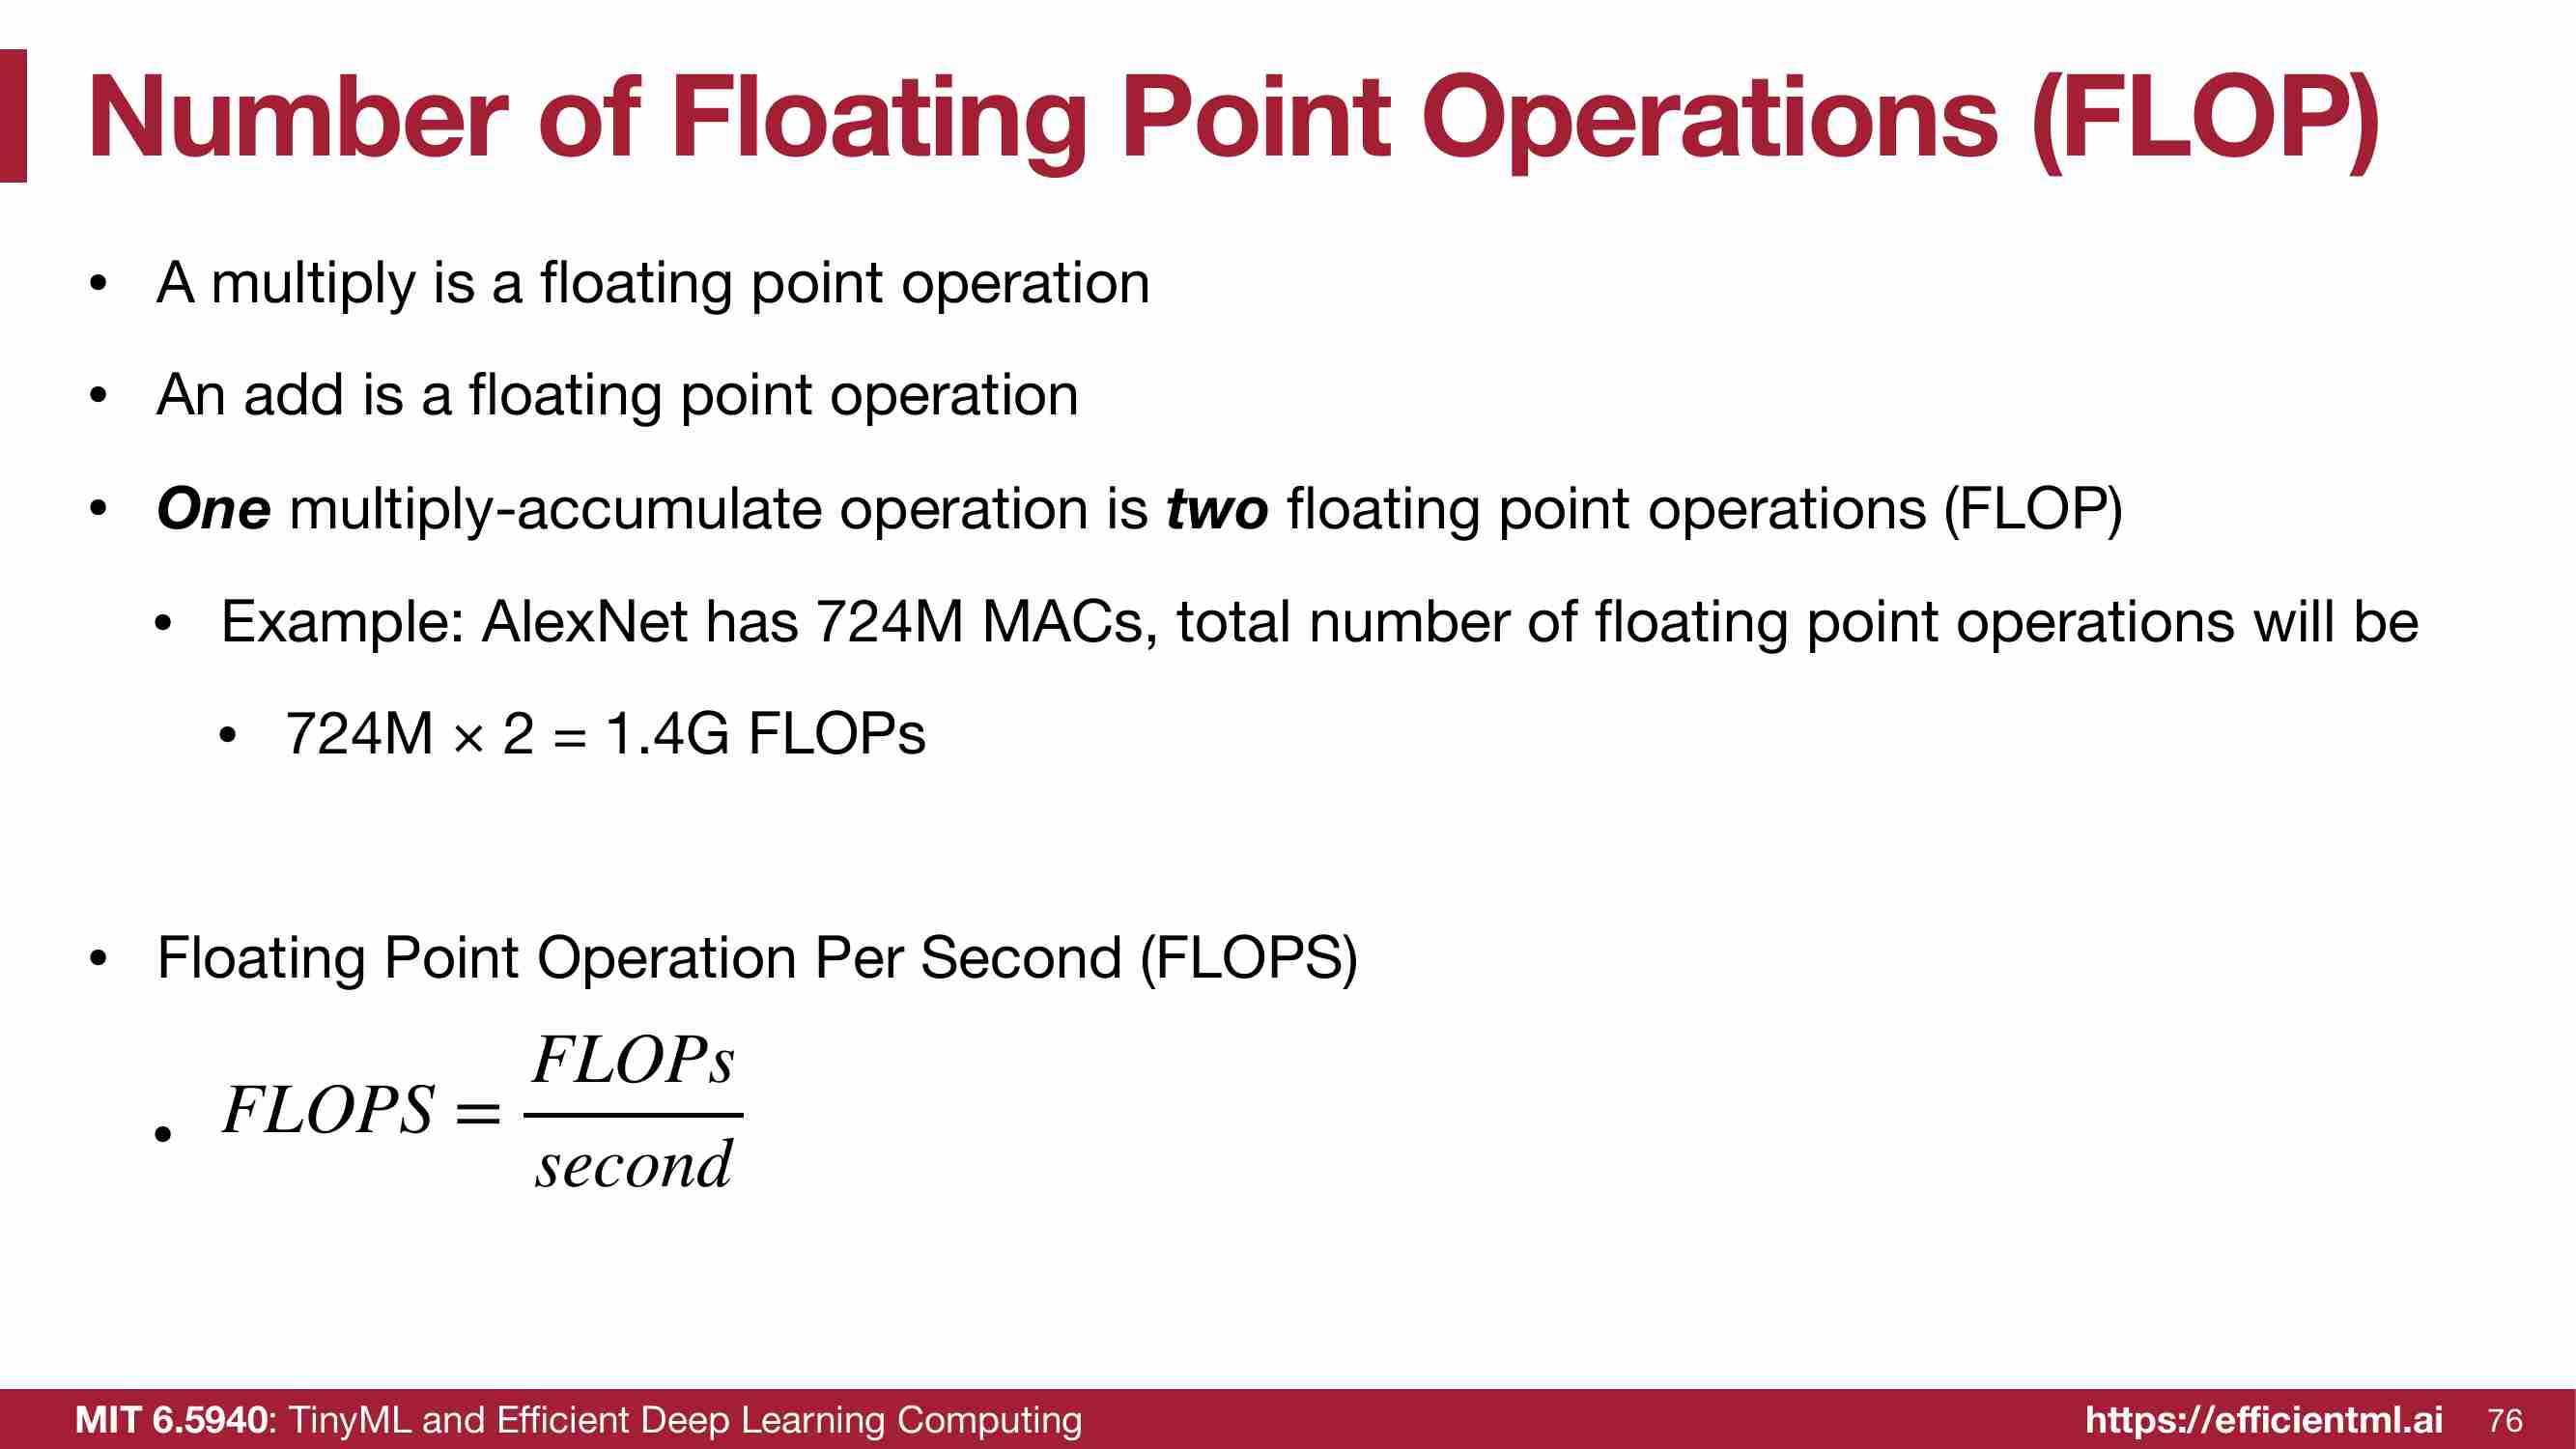 Number of Floating Point Operations (FLOP)
• A multiply is a floating point operation
• An add is a floating point operation
• One multiply-accumulate operation is two floating point operations (FLOP)
• Example: AlexNet has 724M MACs, total number of floating point operations will be
• 724M × 2 = 1.4G FLOPs
• Floating Point Operation Per Second (FLOPS)
• FLOPS = FLOPs / second
MIT 6.5940: TinyML and Efficient Deep Learning Computing
https://efficientml.ai 76